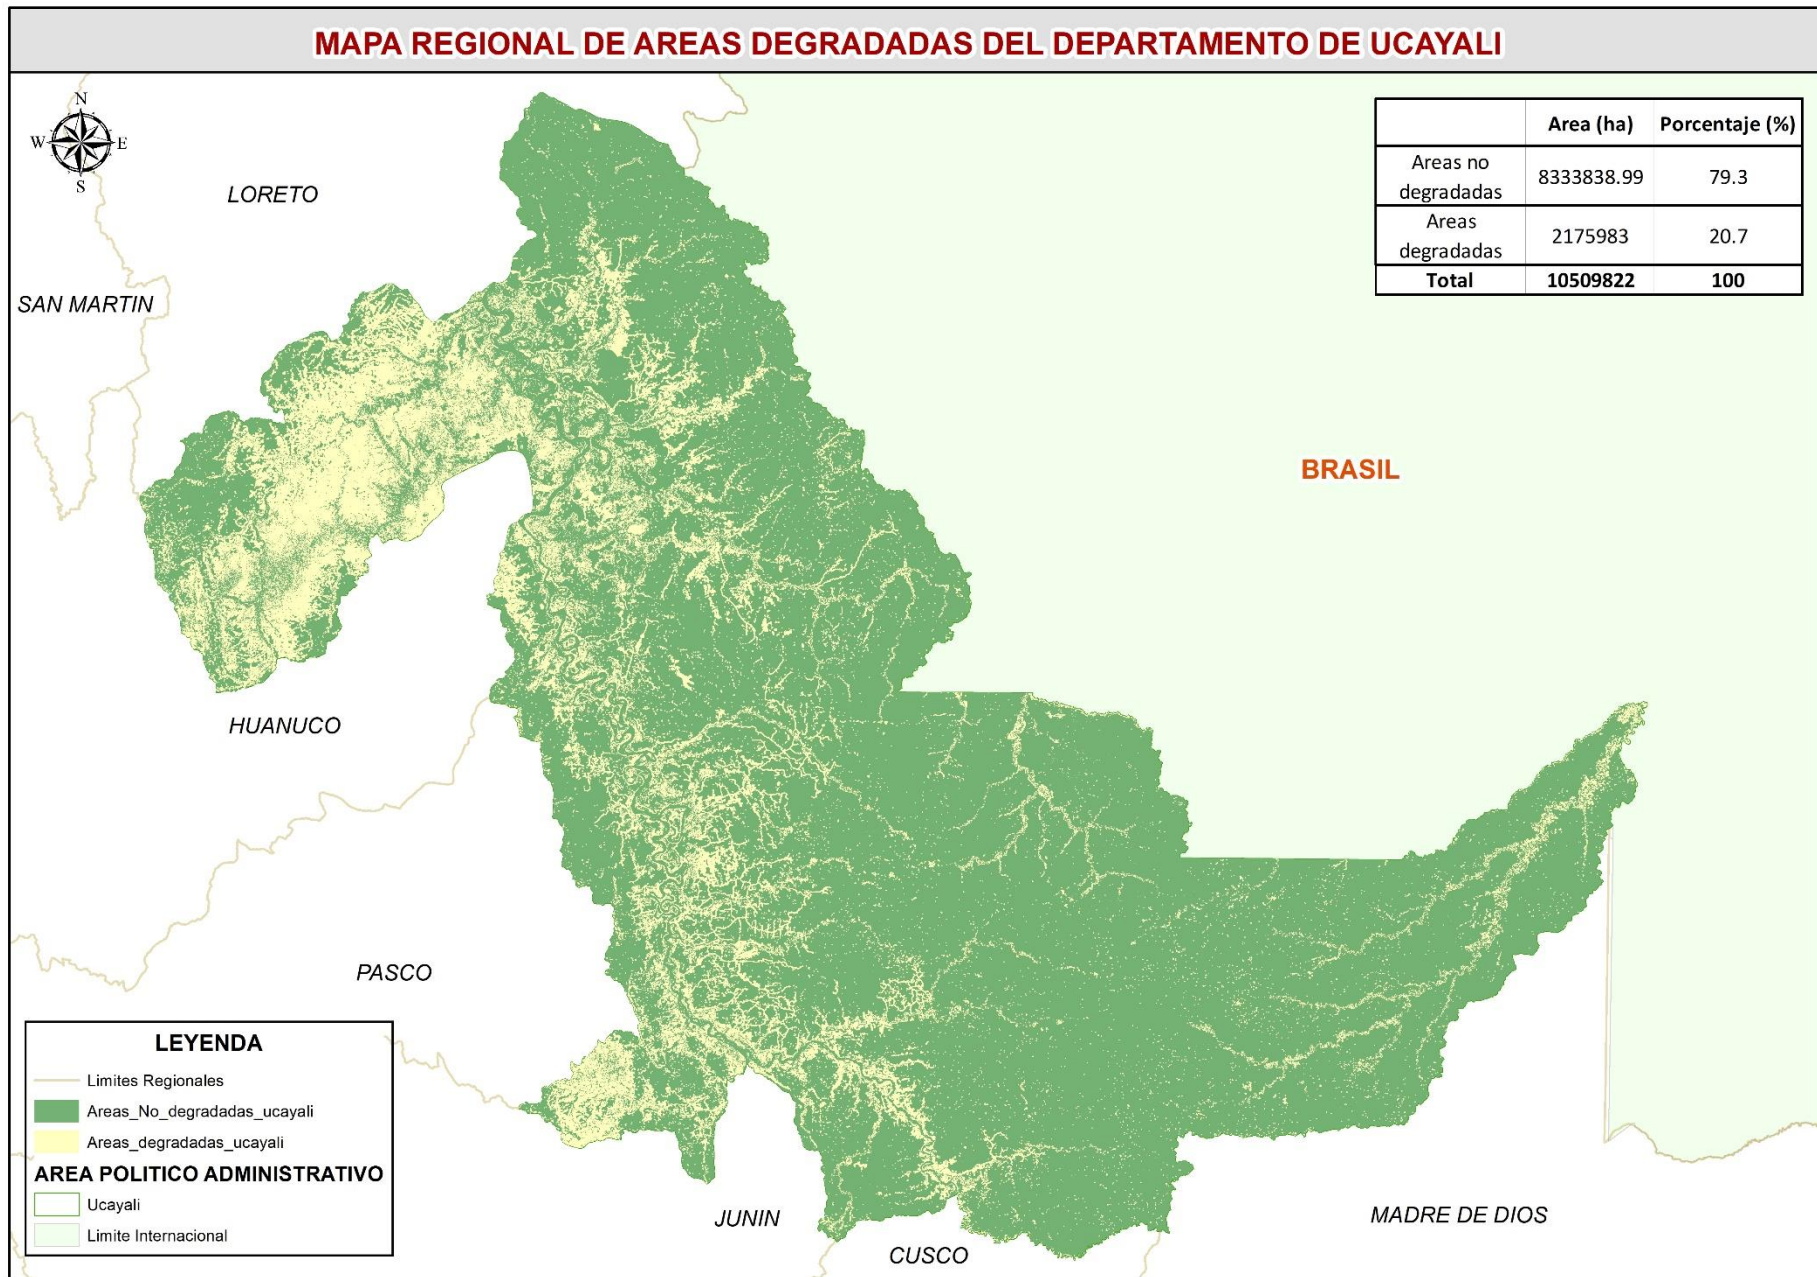 MAPA REGIONAL DE AREAS DEGRADADAS DEL DEPARTAMENTO DE UCAYALI
N
W E
S
Area (ha) Porcentaje (%)
Areas no
degradadas
8333838.99 79.3
Areas
degradadas
2175983 20.7
Total 10509822 100
LORETO
SAN MARTIN
BRASIL
HUANUCO
PASCO
JUNIN
CUSCO
MADRE DE DIOS
LEYENDA
Limites Regionales
Areas_No_degradadas_ucayali
Areas_degradadas_ucayali
AREA POLITICO ADMINISTRATIVO
Ucayali
Limite Internacional